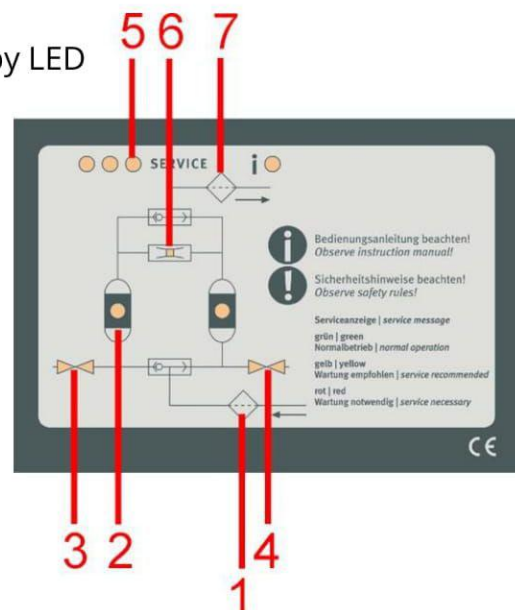 5 6 7
by LED
SERVICE i
Bedienungsanleitung beachten!
Observe instruction manual!
Sicherheitshinweise beachten!
Observe safety rules!
Serviceanzeige | service message
grün | green
Normalbetrieb | normal operation
gelb | yellow
Wartung empfohlen | service recommended
rot | red
Wartung notwendig | service necessary
CE
3 2 4
1